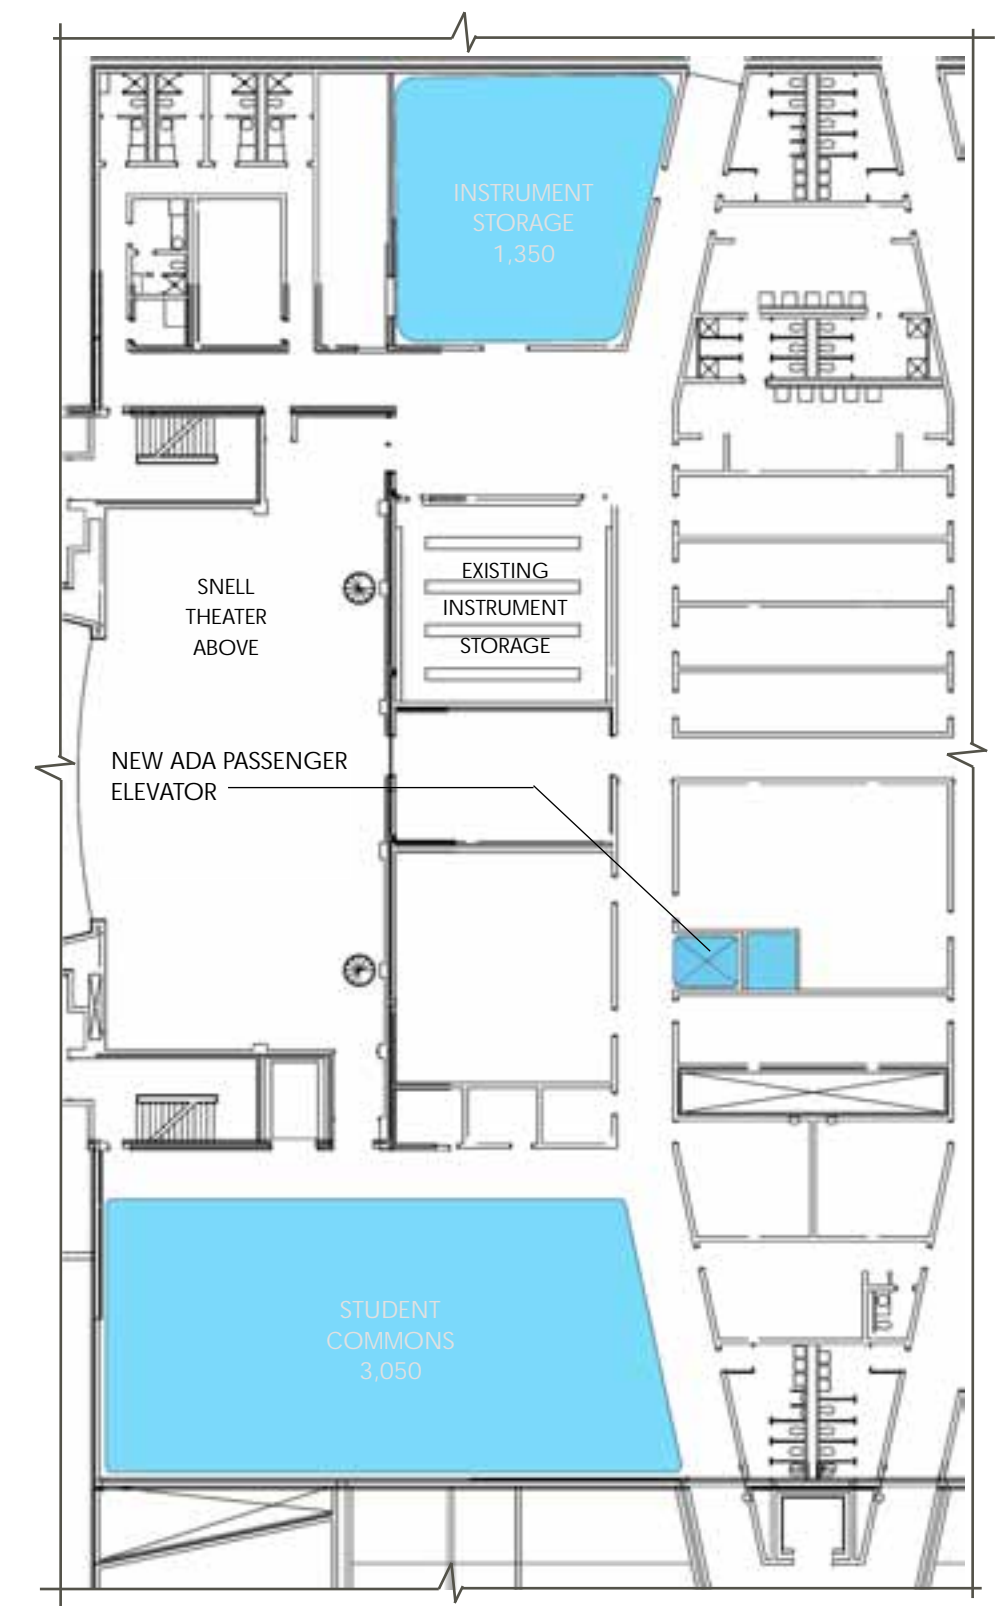 INSTRUMENT
STORAGE
1,350
EXISTING
INSTRUMENT
STORAGE
SNELL
THEATER
ABOVE
NEW ADA PASSENGER
ELEVATOR
STUDENT
COMMONS
3,050